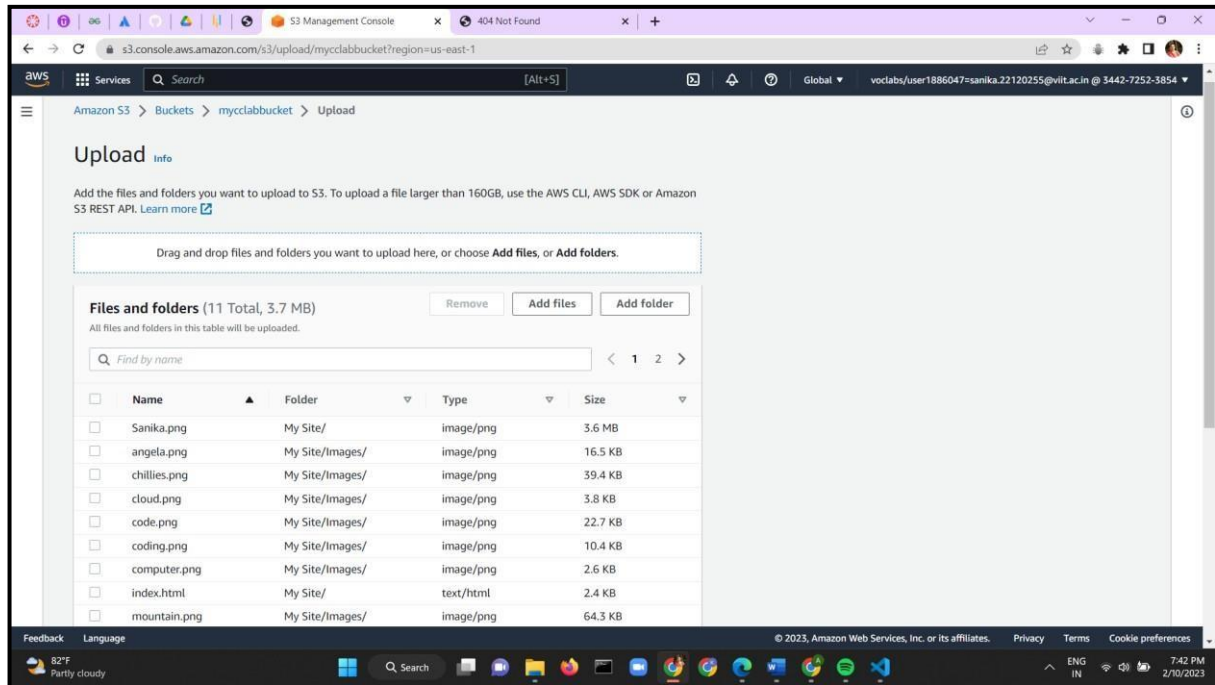 S3 Management Console
404 Not Found
s3.console.aws.amazon.com/s3/upload/mycclabbucket?region=us-east-1
aws Services Search [Alt+S] Global voclabs/user1886047=sanika.22120255@viit.ac.in @ 3442-7252-3854
Amazon S3 > Buckets > mycclabbucket > Upload
Upload Info
Add the files and folders you want to upload to S3. To upload a file larger than 160GB, use the AWS CLI, AWS SDK or Amazon
S3 REST API. Learn more
Drag and drop files and folders you want to upload here, or choose Add files, or Add folders.
Files and folders (11 Total, 3.7 MB) Remove Add files Add folder
All files and folders in this table will be uploaded.
Find by name 1 2
Name Folder Type Size
Sanika.png My Site/ image/png 3.6 MB
angela.png My Site/Images/ image/png 16.5 KB
chillies.png My Site/Images/ image/png 39.4 KB
cloud.png My Site/Images/ image/png 3.8 KB
code.png My Site/Images/ image/png 22.7 KB
coding.png My Site/Images/ image/png 10.4 KB
computer.png My Site/Images/ image/png 2.6 KB
index.html My Site/ text/html 2.4 KB
mountain.png My Site/Images/ image/png 64.3 KB
Feedback Language © 2023, Amazon Web Services, Inc. or its affiliates. Privacy Terms Cookie preferences
82°F
Partly cloudy
Search
ENG
IN
7:42 PM
2/10/2023